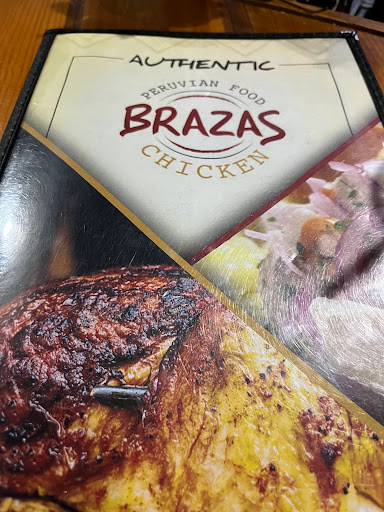 AUTHENTIC
PERUVIAN FOOD
BRAZAS
CHICKEN